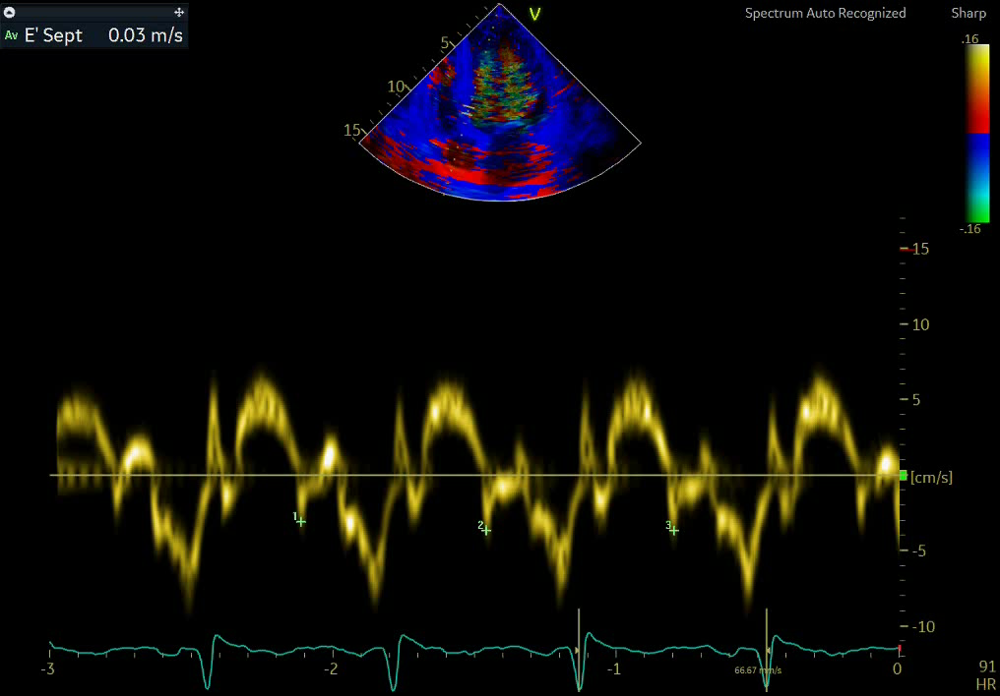 Av E' Sept 0.03 m/s
V
Spectrum Auto Recognized
Sharp
5
10
15
.16
-.16
15
10
5
[cm/s]
-5
-10
1
2
3
66.67 mm/s
-3
-2
-1
0
91
HR